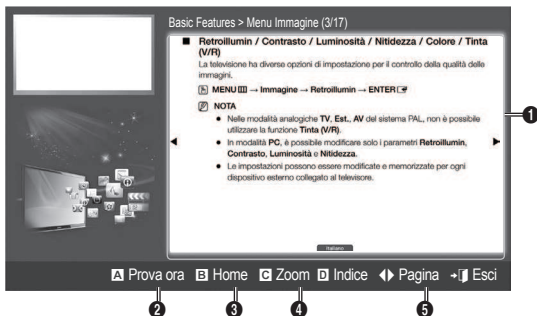 Basic Features > Menu Immagine (3/17)
■ Retroillumin / Contrasto / Luminosità / Nitidezza / Colore / Tinta
(V/R)
La televisione ha diverse opzioni di impostazione per il controllo della qualità delle
immagini.
MENU → Immagine → Retroillumin → ENTER
NOTA
● Nelle modalità analogiche TV, Est., AV del sistema PAL, non è possibile
utilizzare la funzione Tinta (V/R).
● In modalità PC, è possibile modificare solo i parametri Retroillumin,
Contrasto, Luminosità e Nitidezza.
● Le impostazioni possono essere modificate e memorizzate per ogni
dispositivo esterno collegato al televisore.
1
Italiano
A Prova ora B Home C Zoom D Indice ◀▶ Pagina Esci
2 3 4 5